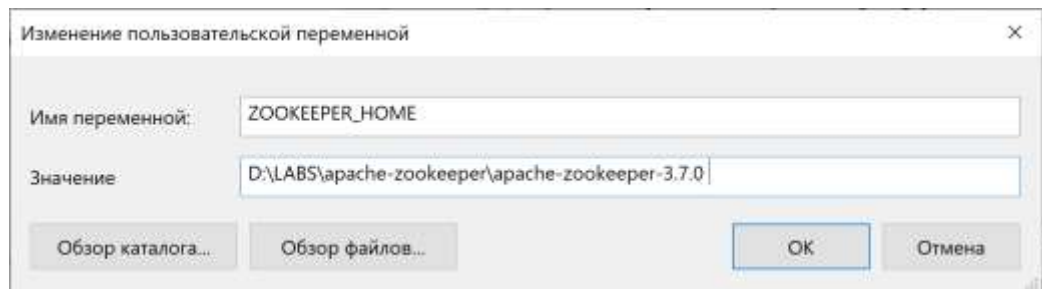 Изменение пользовательской переменной
Имя переменной: ZOOKEEPER_HOME
Значение D:\LABS\apache-zookeeper\apache-zookeeper-3.7.0
Обзор каталога... Обзор файлов... OK Отмена